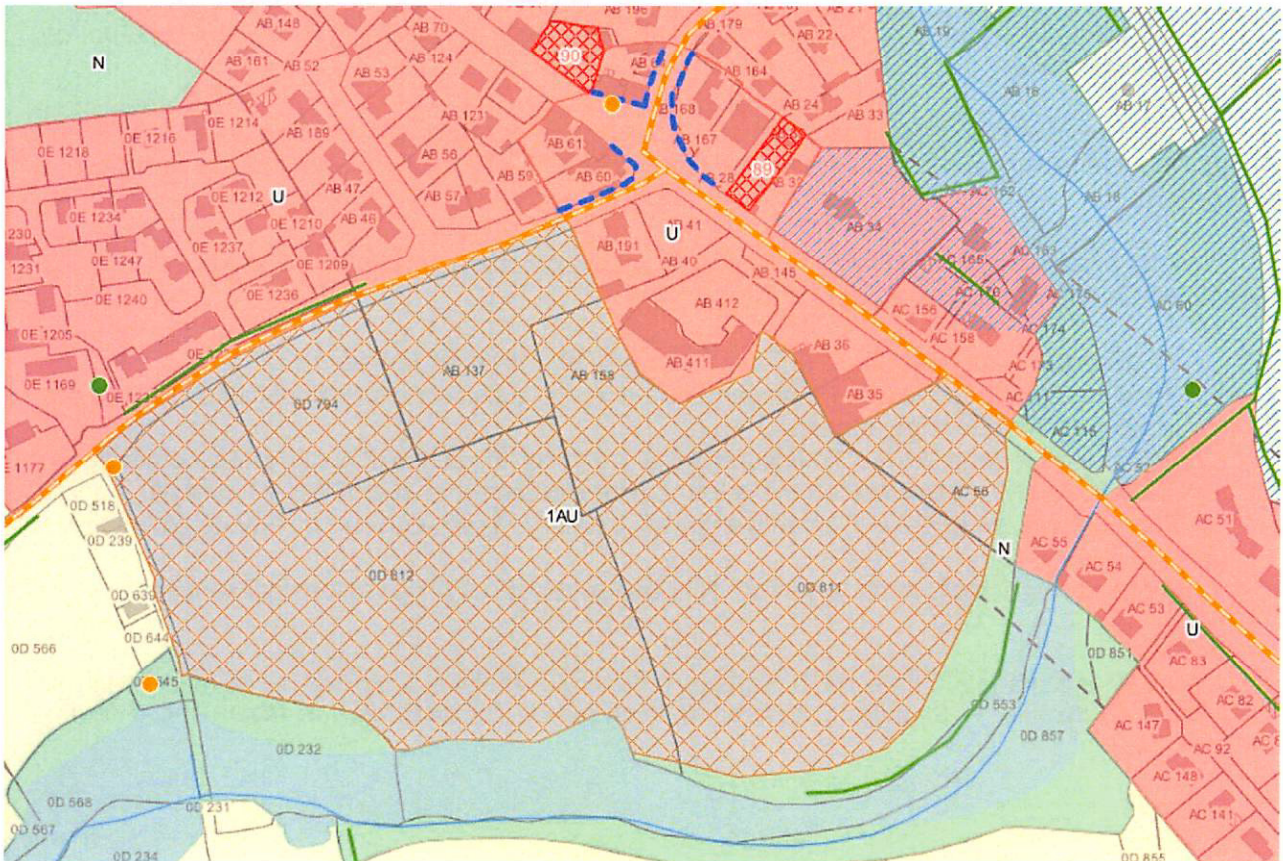 AB 148
AB 70
AB 196
AB 179
AB 22
AB 19
N
AB 161
AB 52
AB 124
90
AB 53
AB 164
AB 16
AB 17
0E 1214
0E 1216
0E 1218
AB 189
AB 24
AB 33
AB 168
AB 167
AB 61
AB 56
AB 59
AB 60
89
AB 32
AC 162
AB 18
U
0E 1212
0E 1210
AB 47
AB 57
0E 1234
AB 46
AB 34
0E 1237
0E 1209
AB 191
U
AB 40
AC 163
AC 165
0E 1247
1231
0E 1240
0E 1236
AB 145
AC 170
AC 60
AB 412
AC 156
AC 174
0E 1205
AB 36
AC 158
AB 411
AC 173
0E 1169
AB 137
AB 158
AB 35
AC 115
E 1177
AC 56
0D 518
0D 239
1AU
AC 51
N
AC 55
AC 54
0D 812
0D 811
0D 639
AC 53
U
0D 644
0D 566
0D 851
AC 83
AC 82
0D 553
AC 147
0D 857
0D 232
AC 92
AC 148
0D 568
0D 231
AC 141
0D 567
0D 234
0D 855